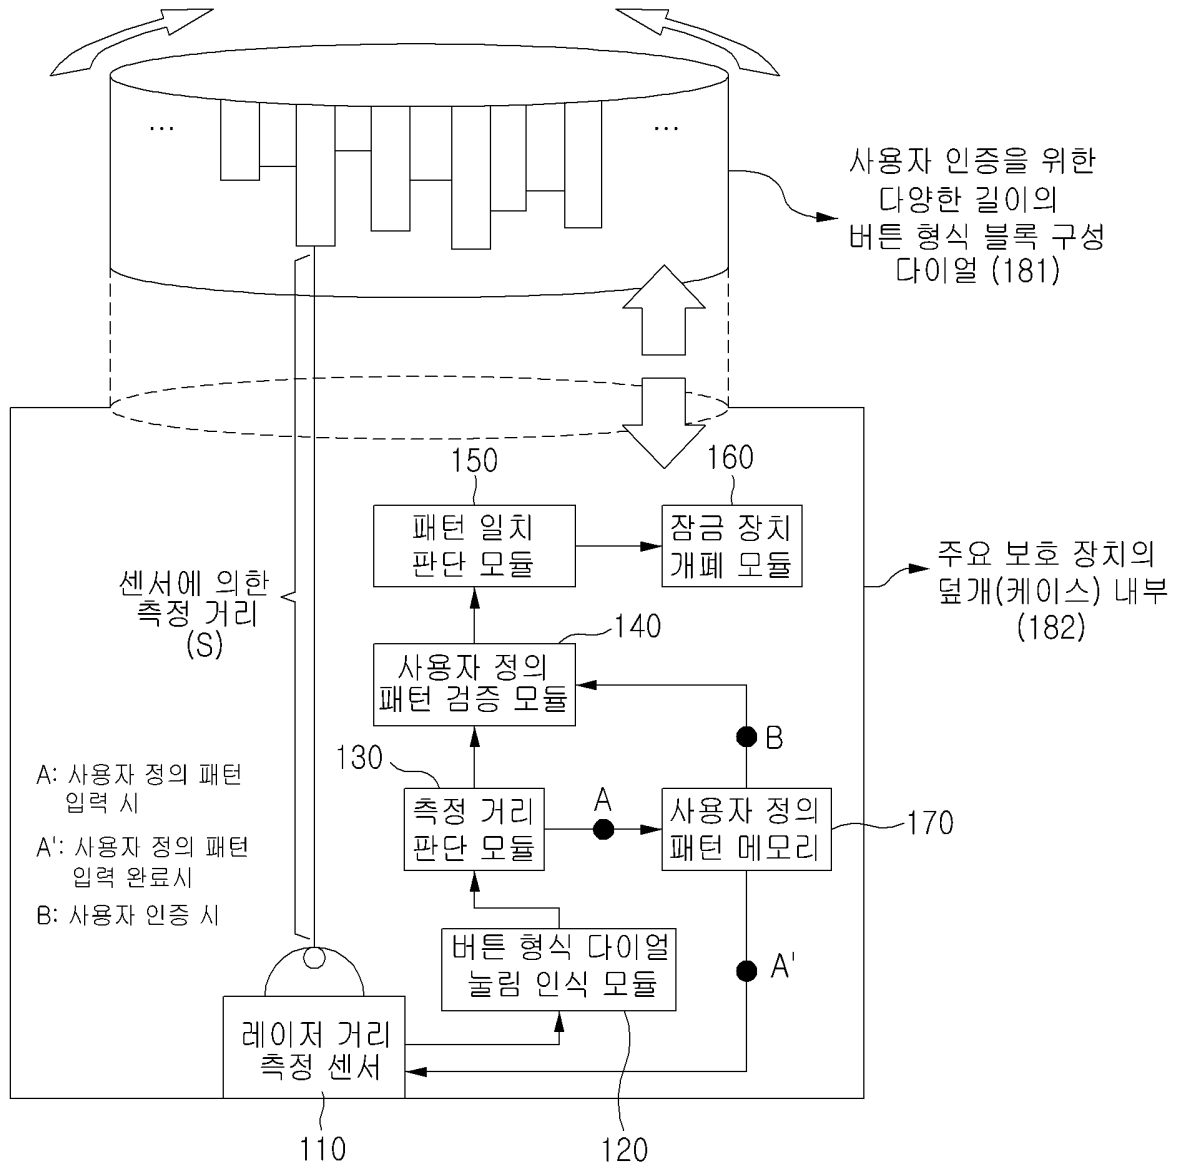 ...
...
사용자 인증을 위한
다양한 길이의
버튼 형식 블록 구성
다이얼 (181)
150
160
패턴 일치
판단 모듈
잠금 장치
개폐 모듈
주요 보호 장치의
덮개(케이스) 내부
(182)
센서에 의한
측정 거리
(S)
140
사용자 정의
패턴 검증 모듈
B
130
A
측정 거리
판단 모듈
사용자 정의
패턴 메모리
170
A: 사용자 정의 패턴
입력 시
A': 사용자 정의 패턴
입력 완료시
B: 사용자 인증 시
버튼 형식 다이얼
눌림 인식 모듈
A'
레이저 거리
측정 센서
110
120